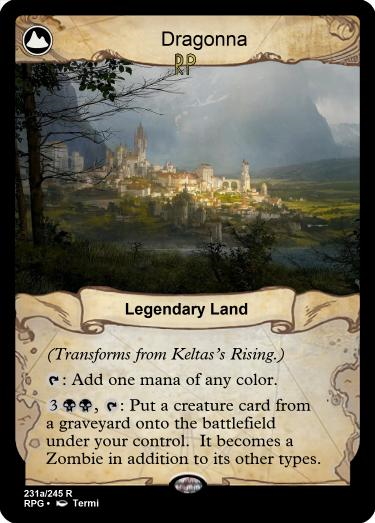 Dragonna
RP
Legendary Land
(Transforms from Keltas's Rising.)
: Add one mana of any color.
3, : Put a creature card from
a graveyard onto the battlefield
under your control. It becomes a
Zombie in addition to its other types.
231a/245 R
RPG • Termi